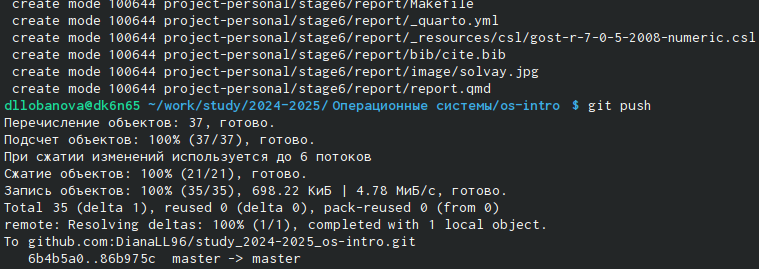 create mode 100644 project-personal/stage6/report/Makefile
create mode 100644 project-personal/stage6/report/_quarto.yml
create mode 100644 project-personal/stage6/report/_resources/csl/gost-r-7-0-5-2008-numeric.csl
create mode 100644 project-personal/stage6/report/bib/cite.bib
create mode 100644 project-personal/stage6/report/image/solvay.jpg
create mode 100644 project-personal/stage6/report/report.qmd
dllobanova@dk6n65 ~/work/study/2024-2025/Операционные системы/os-intro $ git push
Перечисление объектов: 37, готово.
Подсчет объектов: 100% (37/37), готово.
При сжатии изменений используется до 6 потоков
Сжатие объектов: 100% (21/21), готово.
Запись объектов: 100% (35/35), 698.22 КиБ | 4.78 МиБ/с, готово.
Total 35 (delta 1), reused 0 (delta 0), pack-reused 0 (from 0)
remote: Resolving deltas: 100% (1/1), completed with 1 local object.
To github.com:DianaLL96/study_2024-2025_os-intro.git
6b4b5a0..86b975c  master -> master